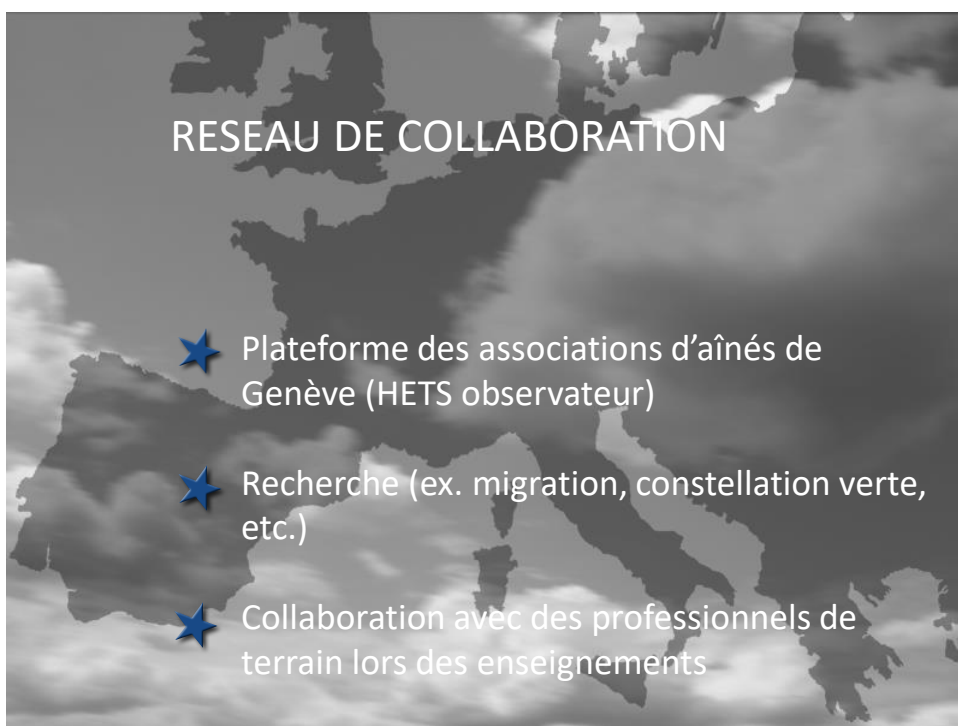 RESEAU DE COLLABORATION
Plateforme des associations d’aînés de
Genève (HETS observateur)
Recherche (ex. migration, constellation verte,
etc.)
Collaboration avec des professionnels de
terrain lors des enseignements